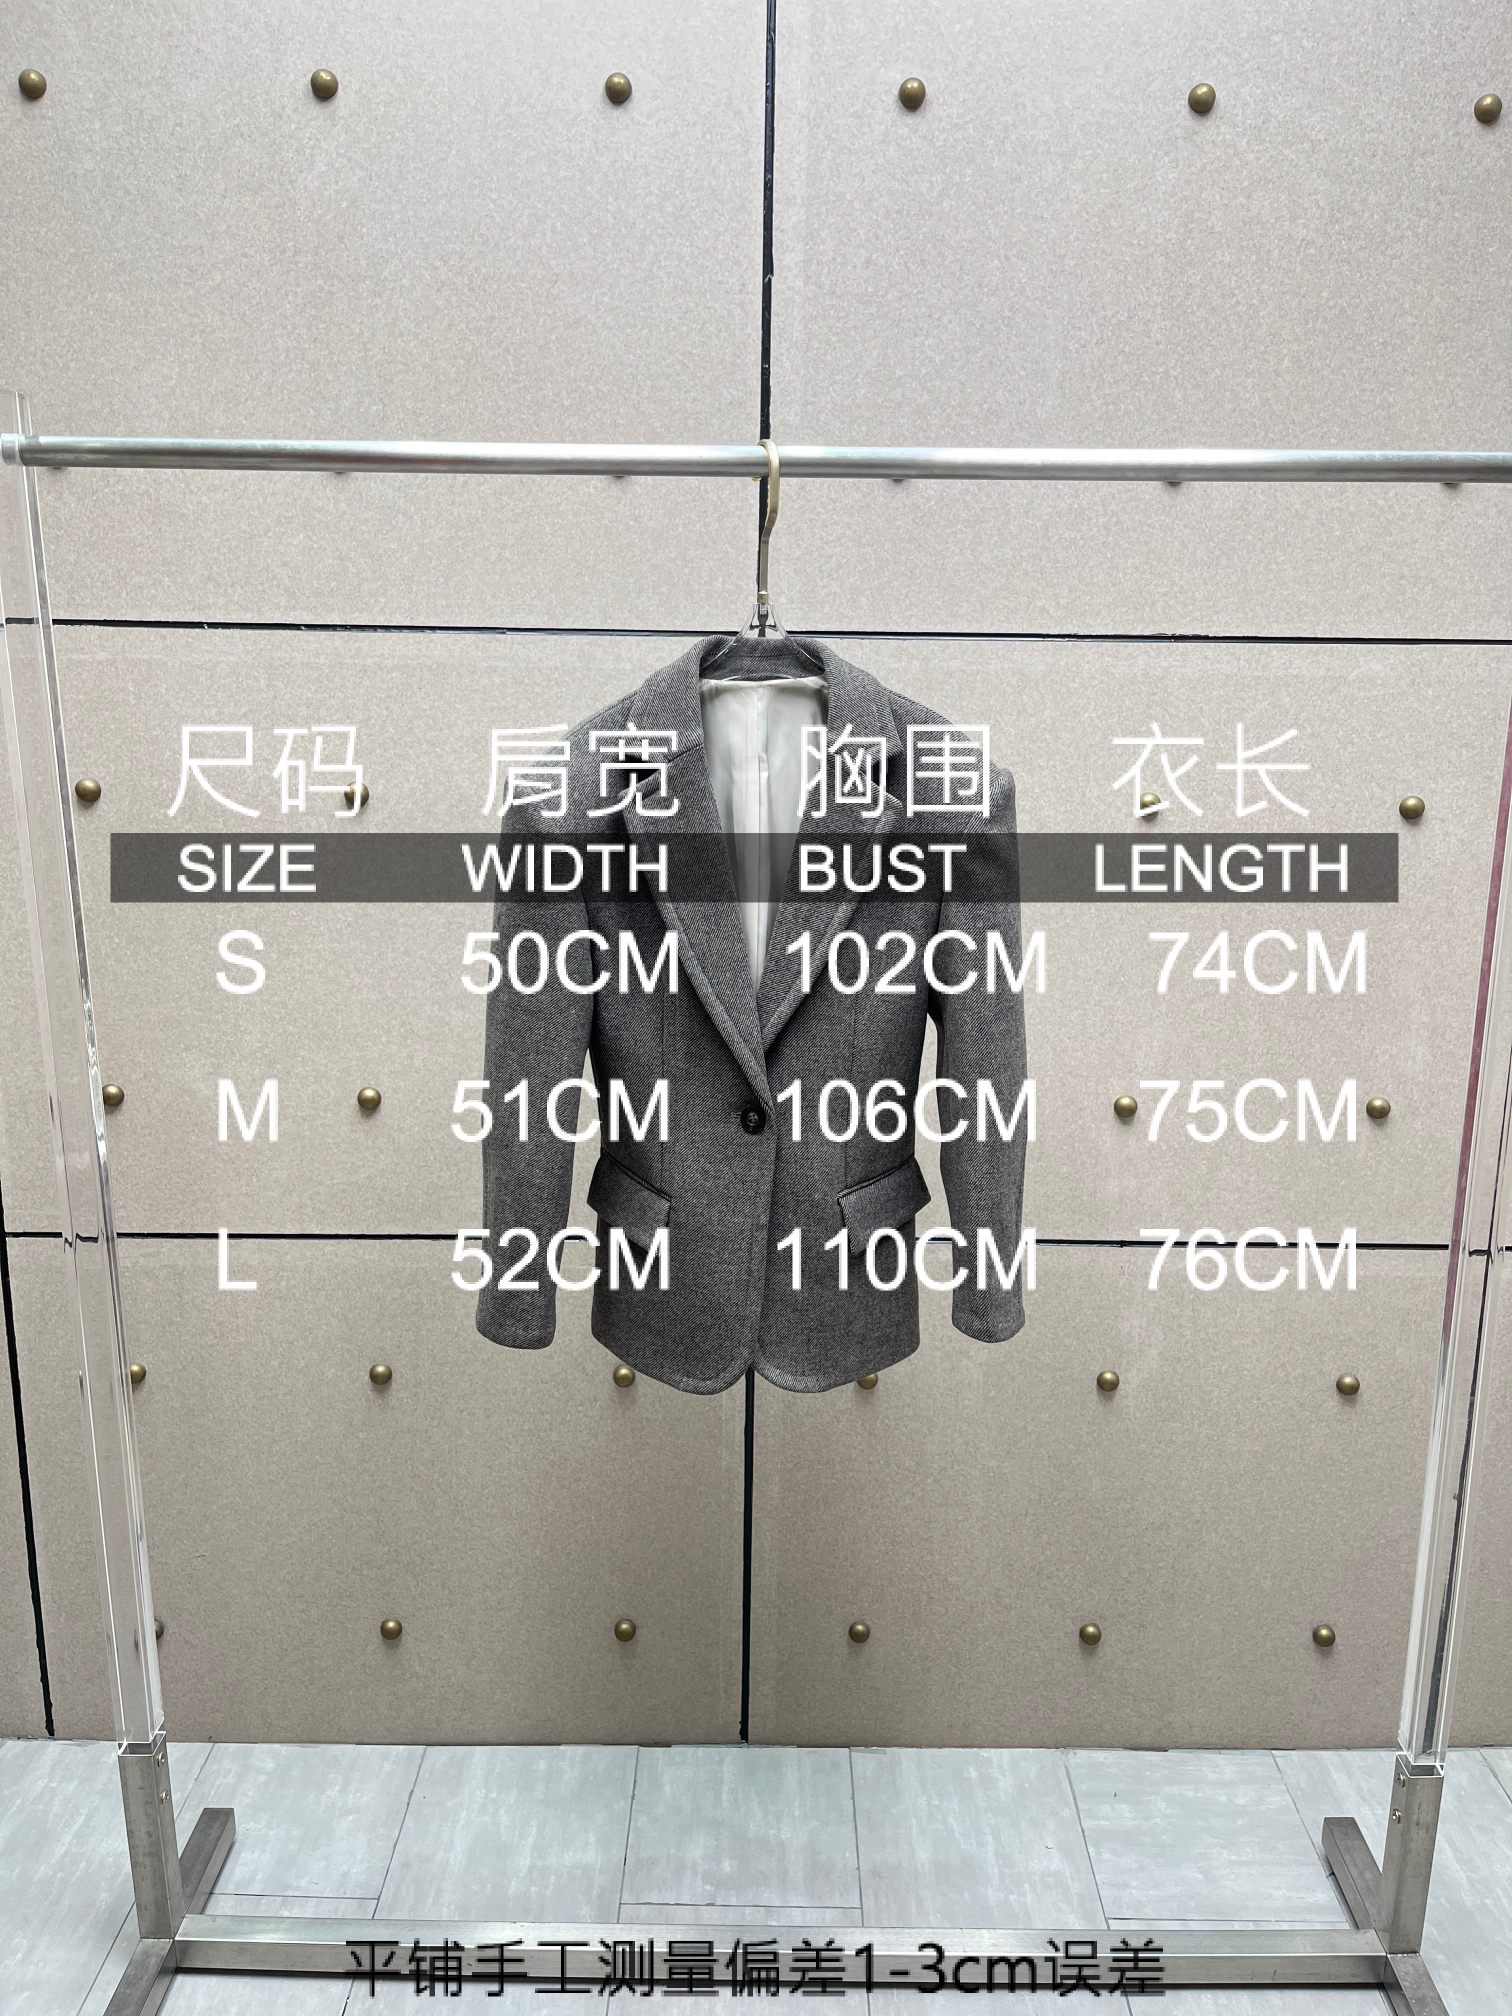 尺码 肩宽 胸围 衣长
SIZE WIDTH BUST LENGTH
S 50CM 102CM 74CM
M 51CM 106CM 75CM
L 52CM 110CM 76CM
平铺手工测量偏差1-3cm误差